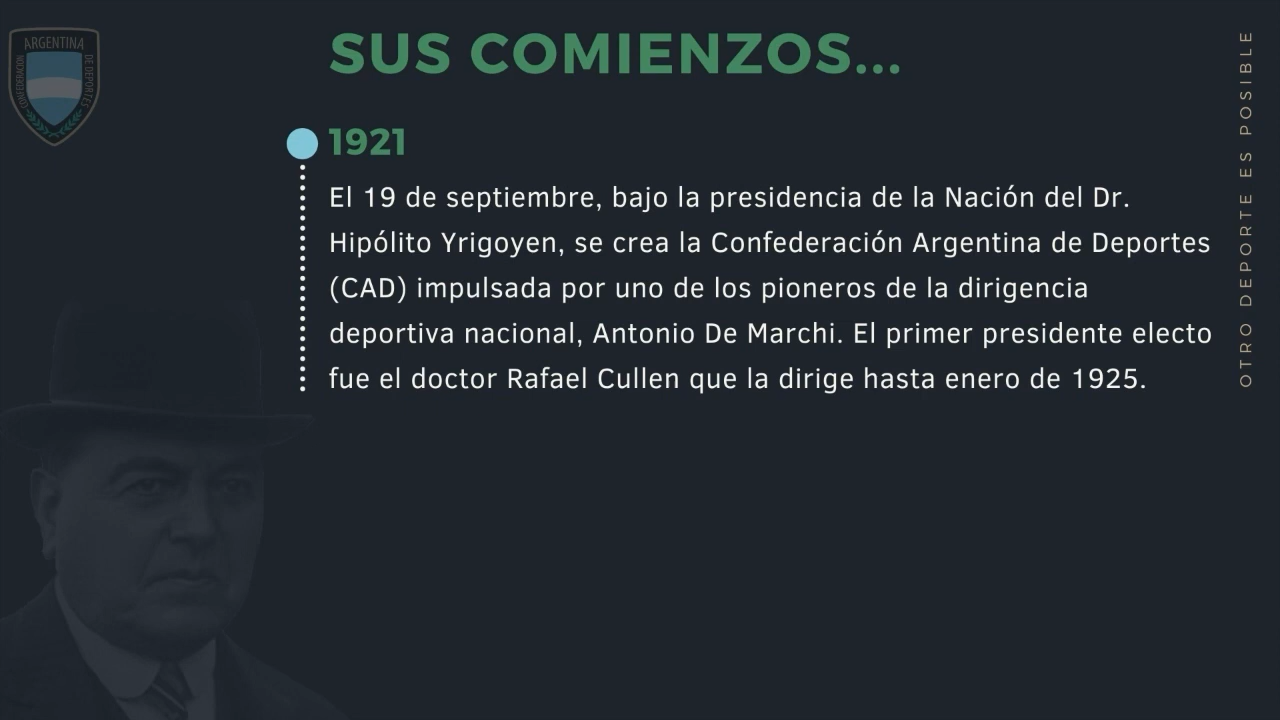 ARGENTINA
CONFEDERACIÓN
DE DEPORTES
SUS COMIENZOS...
1921
El 19 de septiembre, bajo la presidencia de la Nación del Dr.
Hipólito Yrigoyen, se crea la Confederación Argentina de Deportes
(CAD) impulsada por uno de los pioneros de la dirigencia
deportiva nacional, Antonio De Marchi. El primer presidente electo
fue el doctor Rafael Cullen que la dirige hasta enero de 1925.
OTRO DEPORTE ES POSIBLE